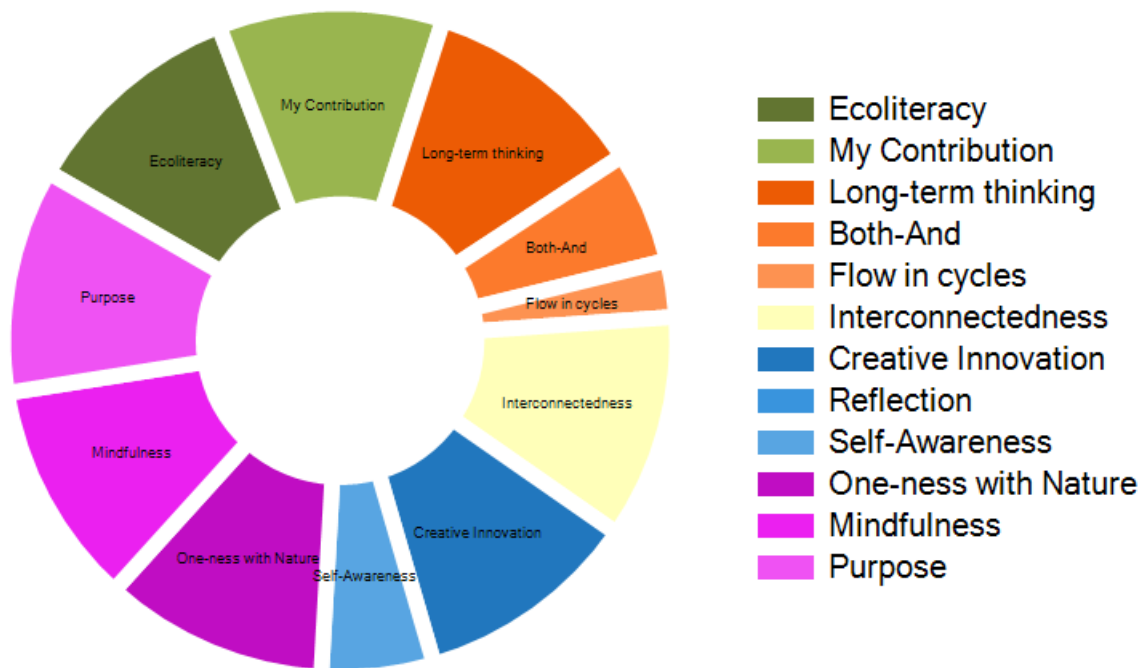 My Contribution
Ecoliteracy
Long-term thinking
Both-And
Purpose
Flow in cycles
Interconnectedness
Mindfulness
Creative Innovation
One-ness with Nature
Self-Awareness
Ecoliteracy
My Contribution
Long-term thinking
Both-And
Flow in cycles
Interconnectedness
Creative Innovation
Reflection
Self-Awareness
One-ness with Nature
Mindfulness
Purpose